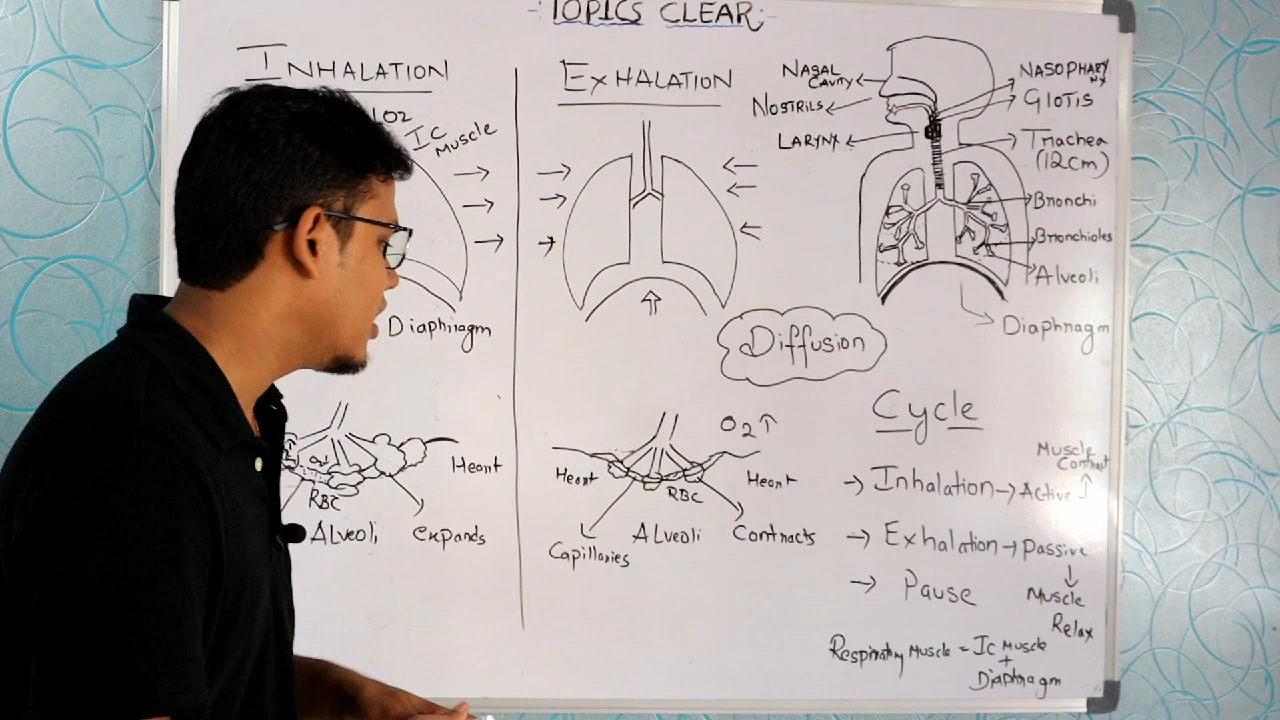 -: TOPICS CLEAR :-
INHALATION
IC
Muscle
Diaphragm
RBC
Heart
Alveoli
expands
EXHALATION
O2↑
Heart
RBC
Heart
Capillaries
Alveoli
Contracts
Diffusion
NASAL
CAVITY
NOSTRILS
LARYNX
NASOPHARY
NX
GlOTIS
Trachea
(12cm)
Bronchi
Bronchioles
Alveoli
Diaphragm
Cycle
Muscle
Contract
→ Inhalation → Active
→ Exhalation → Passive
→ Pause
Muscle
Relax
Respiratory Muscle = Ic Muscle
+
Diaphragm